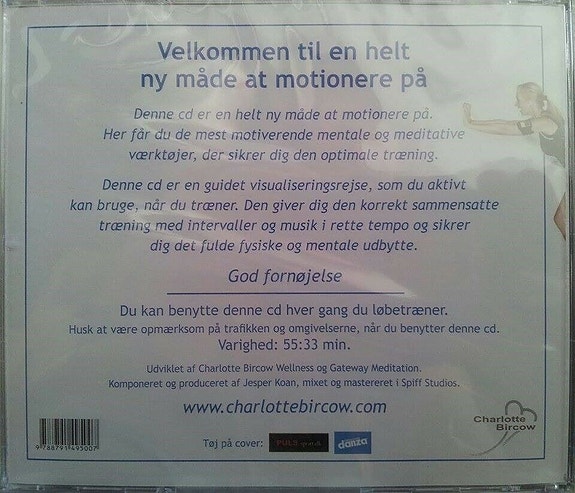 Velkommen til en helt
ny måde at motionere på
Denne cd er en helt ny måde at motionere på.
Her får du de mest motiverende mentale og meditative
værktøjer, der sikrer dig den optimale træning.
Denne cd er en guidet visualiseringsrejse, som du aktivt
kan bruge, når du træner. Den giver dig den korrekt sammensatte
træning med intervaller og musik i rette tempo og sikrer
dig det fulde fysiske og mentale udbytte.
God fornøjelse
Du kan benytte denne cd hver gang du løbetræner.
Husk at være opmærksom på trafikken og omgivelserne, når du benytter denne cd.
Varighed: 55:33 min.
Udviklet af Charlotte Bircow Wellness og Gateway Meditation.
Komponeret og produceret af Jesper Koan, mixet og mastereret i Spiff Studios.
www.charlottebircow.com
Charlotte
Bircow
Tøj på cover: PULS danza
9 788791 495007